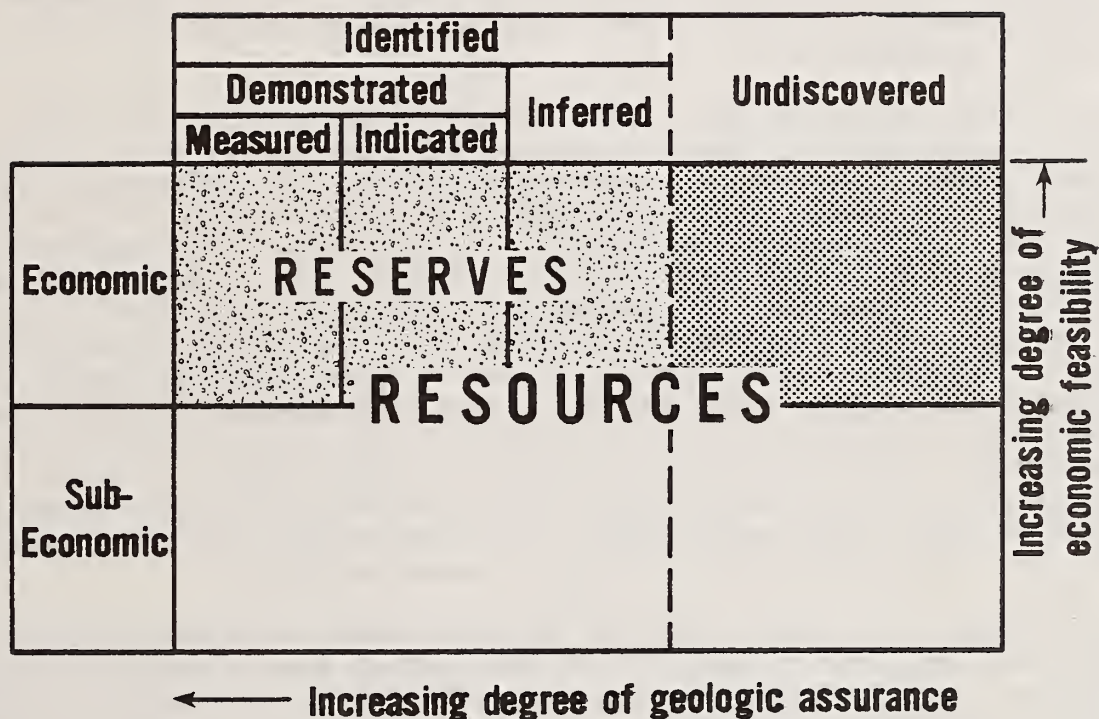 Identified
Demonstrated
Inferred
Undiscovered
Measured
Indicated
Economic
RESERVES
RESOURCES
Sub-
Economic
Increasing degree of
economic feasibility
Increasing degree of geologic assurance